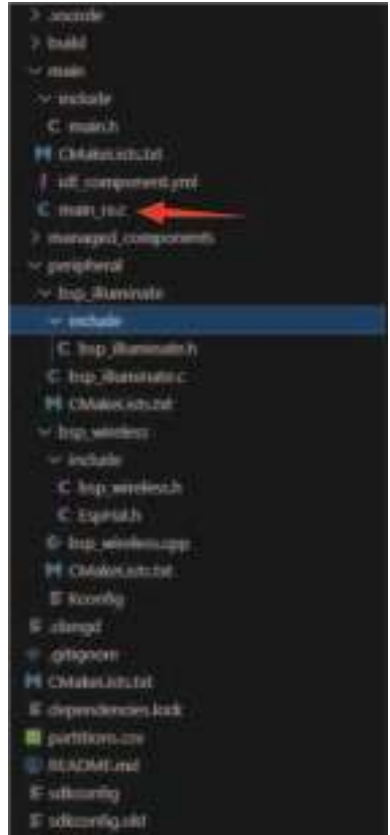 .vscode
build
main
include
main.h
CMakeLists.txt
idf_component.yml
main_rx.c
managed_components
peripheral
bsp_illuminate
include
bsp_illuminate.h
bsp_illuminate.c
CMakeLists.txt
bsp_wireless
include
bsp_wireless.h
EspHal.h
bsp_wireless.cpp
CMakeLists.txt
Kconfig
.clangd
.gitignore
CMakeLists.txt
dependencies.lock
partitions.csv
README.md
sdkconfig
sdkconfig.old